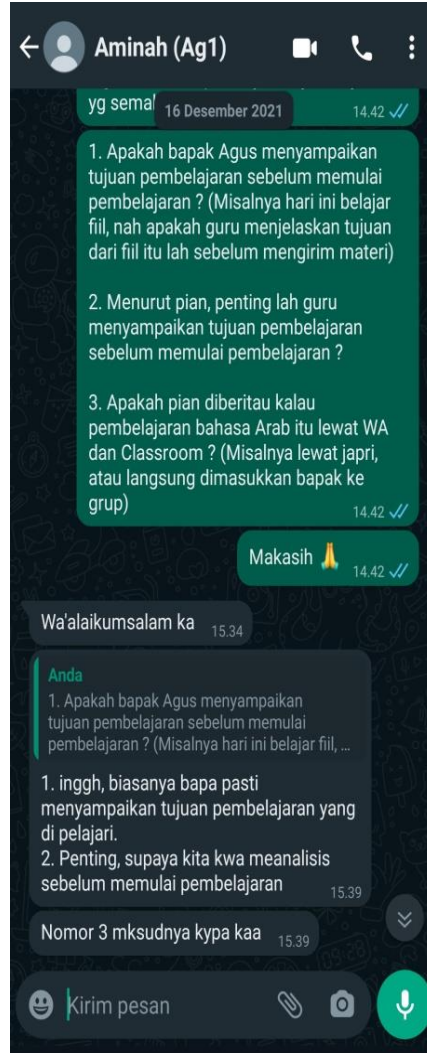 Aminah (Ag1)
yg semal
16 Desember 2021
14.42
1. Apakah bapak Agus menyampaikan
tujuan pembelajaran sebelum memulai
pembelajaran ? (Misalnya hari ini belajar
fiil, nah apakah guru menjelaskan tujuan
dari fiil itu lah sebelum mengirim materi)
2. Menurut pian, penting lah guru
menyampaikan tujuan pembelajaran
sebelum memulai pembelajaran ?
3. Apakah pian diberitau kalau
pembelajaran bahasa Arab itu lewat WA
dan Classroom ? (Misalnya lewat japri,
atau langsung dimasukkan bapak ke
grup)
14.42
Makasih 🙏
14.42
Wa'alaikumsalam ka
15.34
Anda
1. Apakah bapak Agus menyampaikan
tujuan pembelajaran sebelum memulai
pembelajaran ? (Misalnya hari ini belajar fiil, ...
1. inggh, biasanya bapa pasti
menyampaikan tujuan pembelajaran yang
di pelajari.
2. Penting, supaya kita kwa meanalisis
sebelum memulai pembelajaran
15.39
Nomor 3 mksudnya kypa kaa
15.39
Kirim pesan